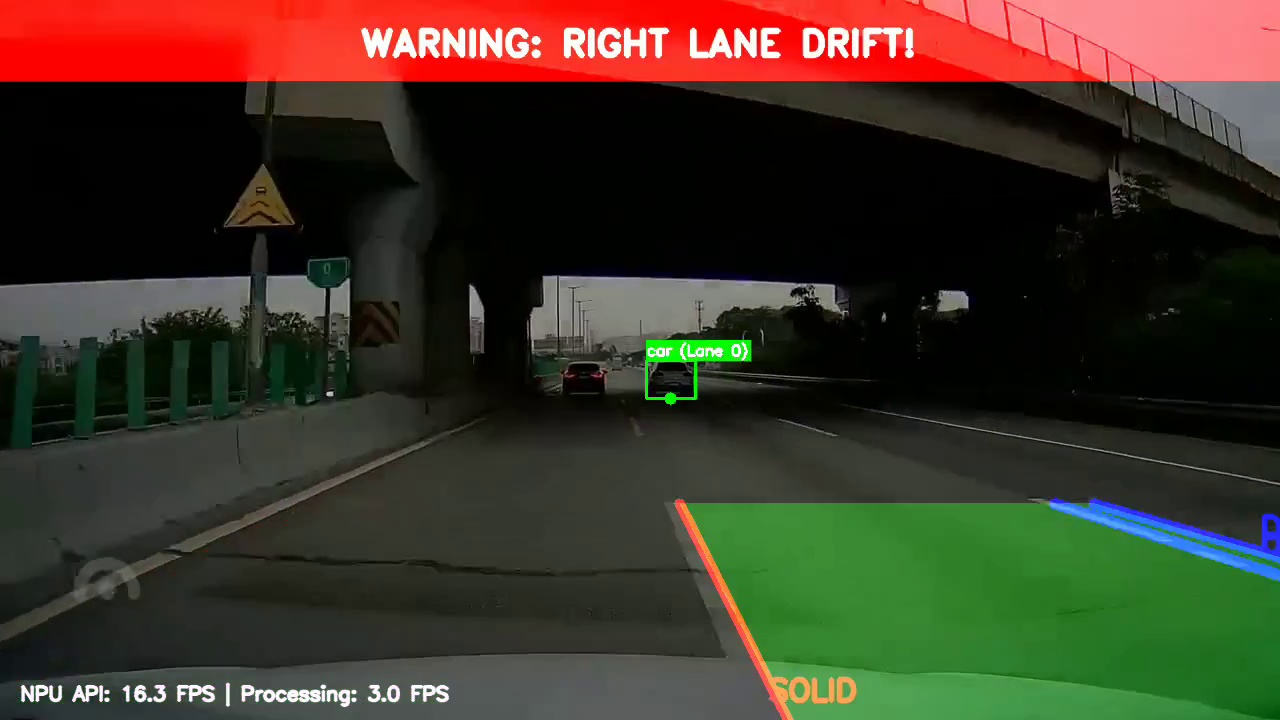 WARNING: RIGHT LANE DRIFT!
0
car (Lane 0)
SOLID
NPU API: 16.3 FPS | Processing: 3.0 FPS